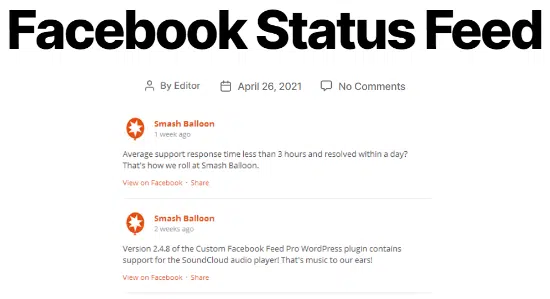 Facebook Status Feed
By Editor April 26, 2021 No Comments
Smash Balloon
1 week ago
Average support response time less than 3 hours and resolved within a day?
That's how we roll at Smash Balloon.
View on Facebook · Share
Smash Balloon
2 weeks ago
Version 2.4.8 of the Custom Facebook Feed Pro WordPress plugin contains
support for the SoundCloud audio player! That's music to our ears!
View on Facebook · Share